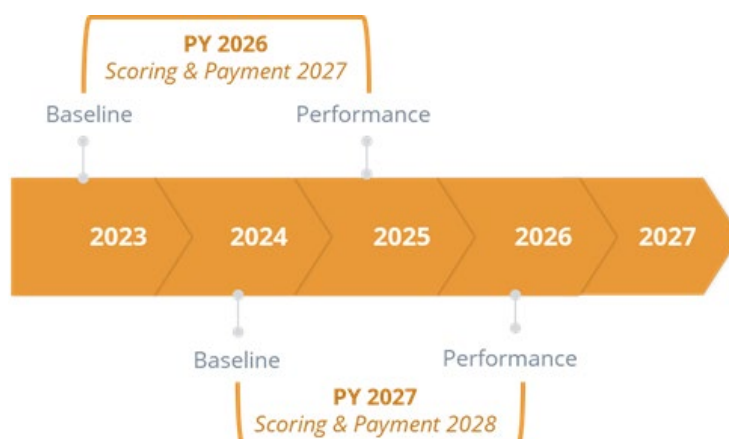 PY 2026
Scoring & Payment 2027
Baseline
Performance
2023
2024
2025
2026
2027
Baseline
Performance
PY 2027
Scoring & Payment 2028